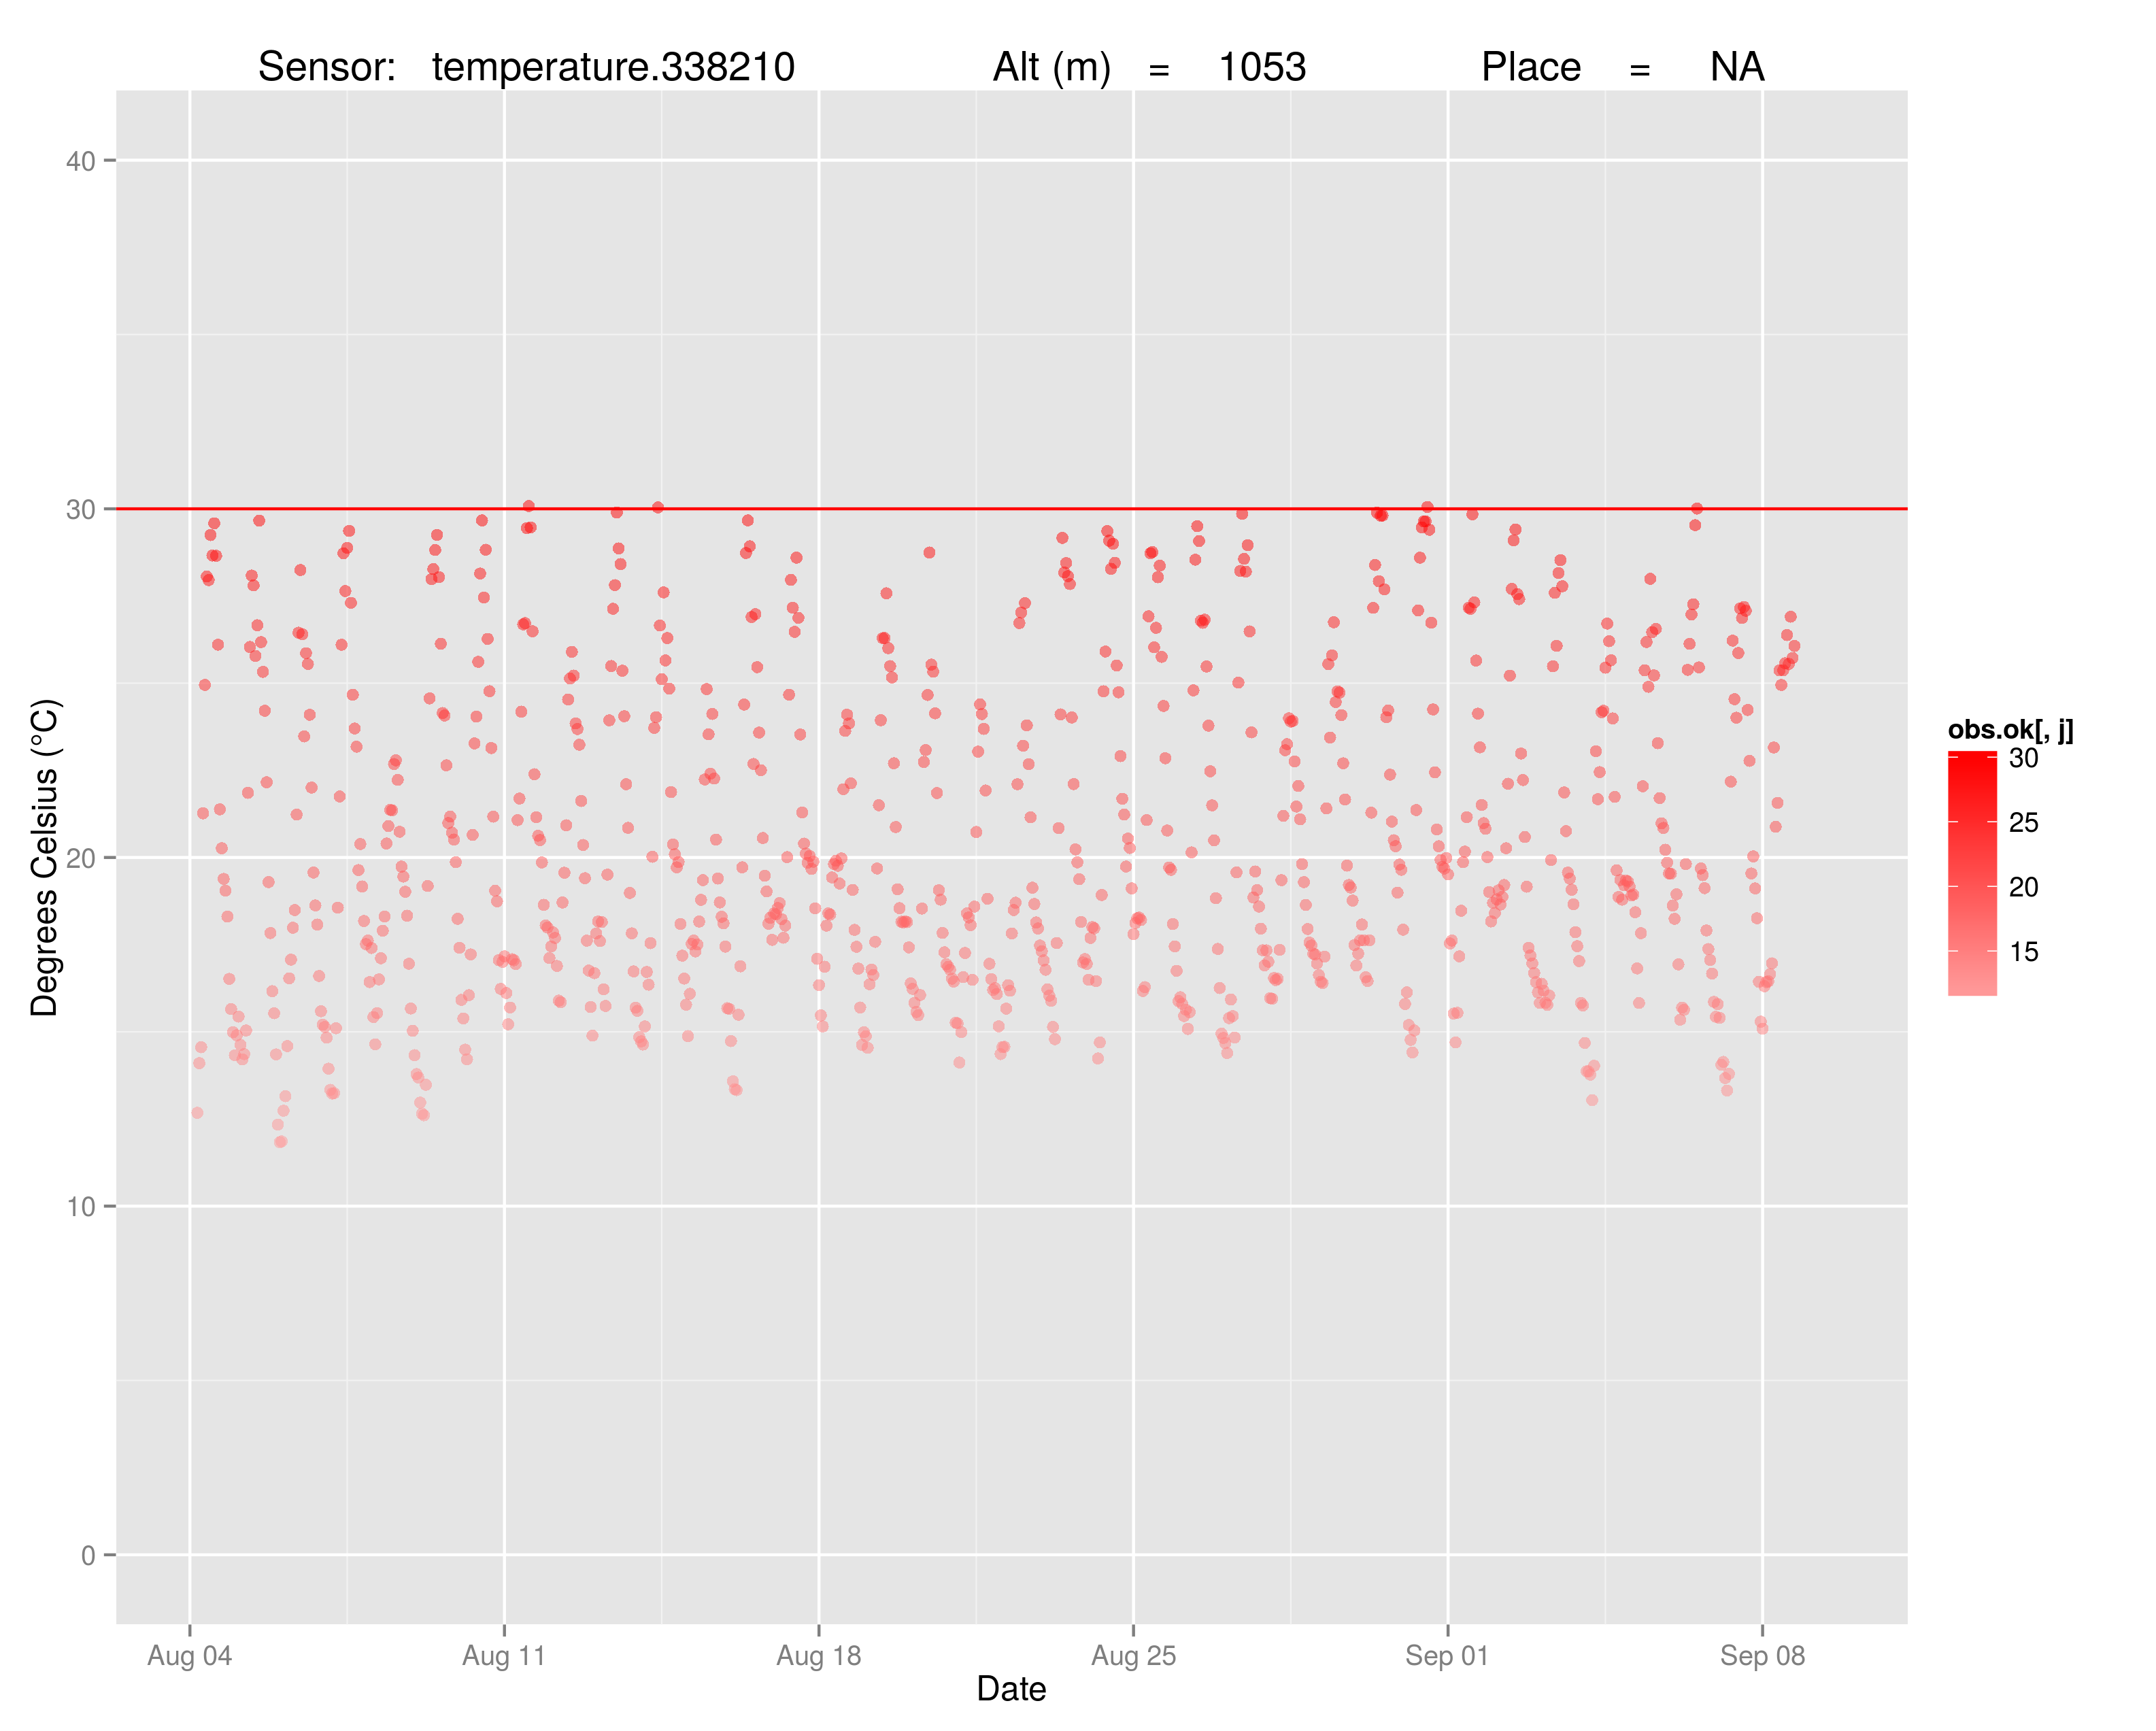 Sensor: temperature.338210 Alt (m) = 1053 Place = NA
40
30
20
10
0
Degrees Celsius (°C)
Aug 04 Aug 11 Aug 18 Aug 25 Sep 01 Sep 08
Date
obs.ok[, j]
30
25
20
15